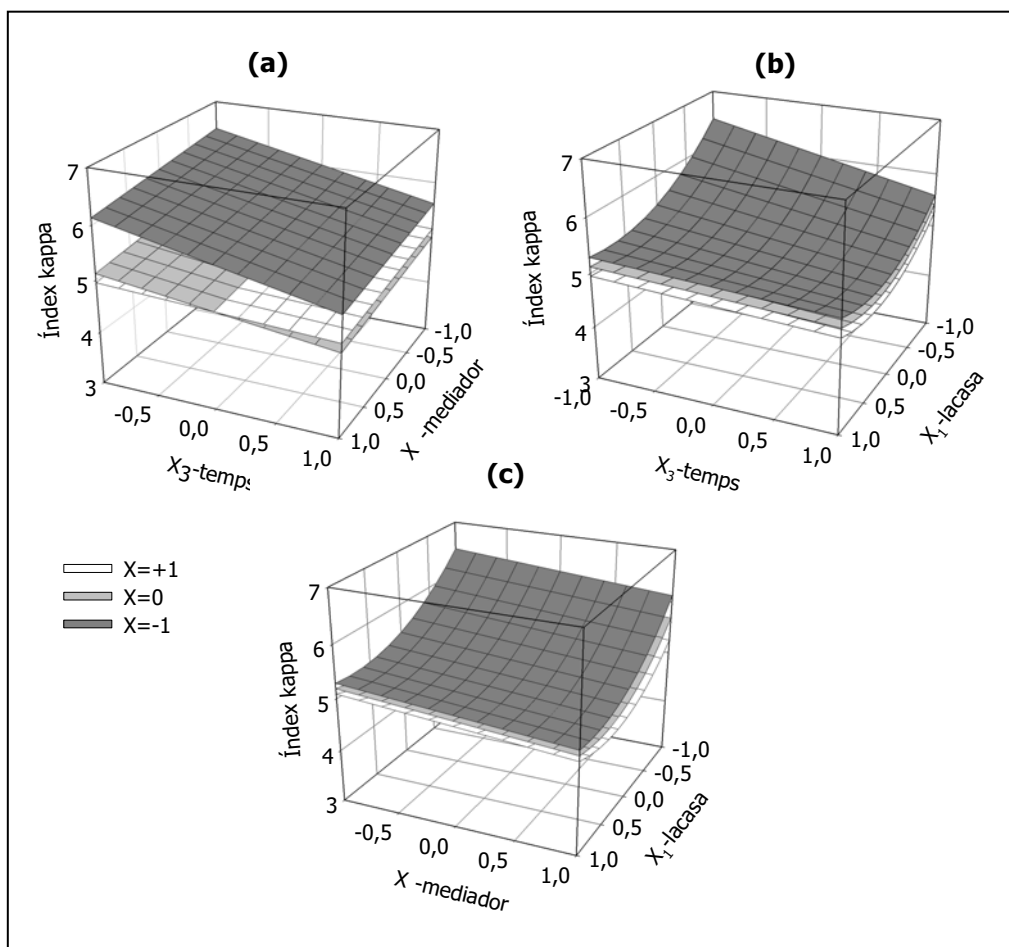 (a)
7
6
5
4
3
Índex kappa
-0,5
0,0
0,5
1,0
X3-temps
-1,0
-0,5
0,0
0,5
1,0
X -mediador
(b)
7
6
5
4
3
Índex kappa
-1,0
-0,5
0,0
0,5
1,0
X3-temps
-1,0
-0,5
0,0
0,5
1,0
X1-lacasa
(c)
X=+1
X=0
X=-1
7
6
5
4
3
Índex kappa
-0,5
0,0
0,5
1,0
X -mediador
-1,0
-0,5
0,0
0,5
1,0
X1-lacasa